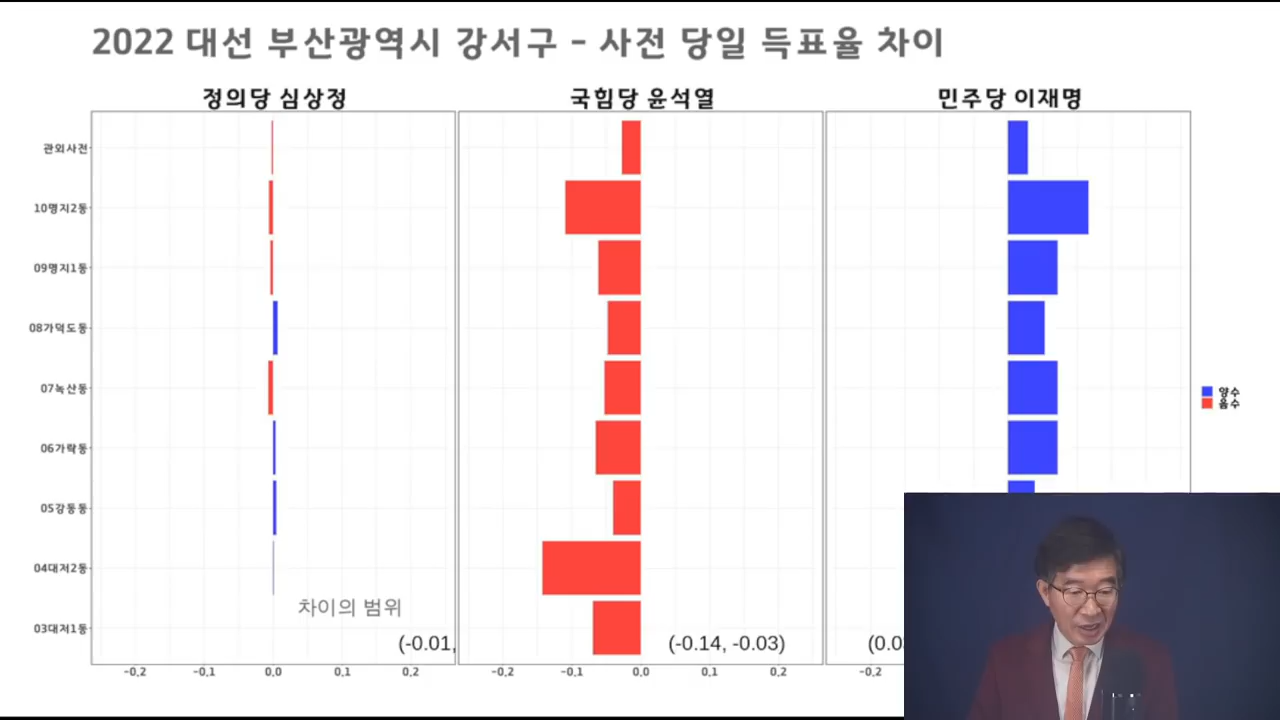 2022 대선 부산광역시 강서구 - 사전 당일 득표율 차이
정의당 심상정
국힘당 윤석열
민주당 이재명
관외사전
10명지2동
09명지1동
08가덕도동
07녹산동
06가락동
05강동동
04대저2동
03대저1동
차이의 범위
(-0.01,
(-0.14, -0.03)
(0.0
-0.2 -0.1 0.0 0.1 0.2
-0.2 -0.1 0.0 0.1 0.2
-0.2
양수
음수